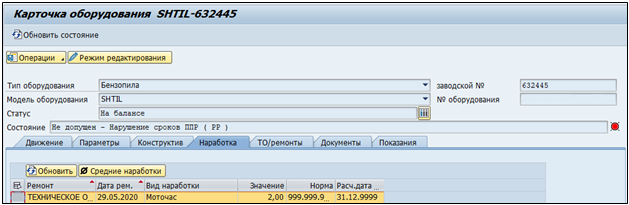 Карточка оборудования SHTIL-632445
Обновить состояние
Операции Режим редактирования
Тип оборудования Бензопила заводской № 632445
Модель оборудования SHTIL № оборудования
Статус На балансе
Состояние Не допущен - Нарушение сроков ППР ( РР )
Движение Параметры Конструктив Наработка ТО/ремонты Документы Показания
Обновить Ø Средние наработки
Ремонт Дата рем. Вид наработки Значение Норма Расч.дата
ТЕХНИЧЕСКОЕ О... 29.05.2020 Моточас 2,00 999.999.9... 31.12.9999